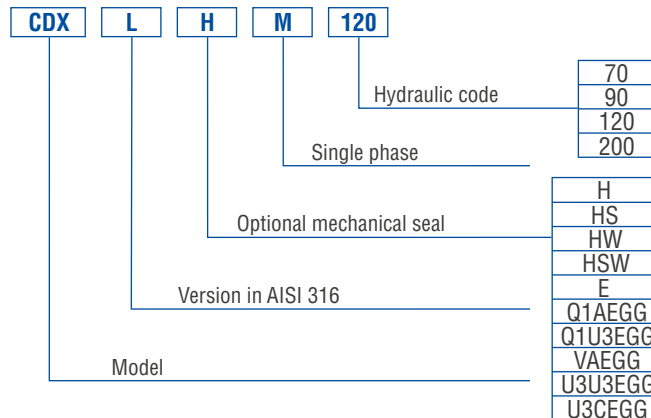 CDX L H M 120
70
Hydraulic code 90
120
200
Single phase
H
HS
Optional mechanical seal HW
HSW
Version in AISI 316 E
Q1AEGG
Q1U3EGG
Model VAEGG
U3U3EGG
U3CEGG